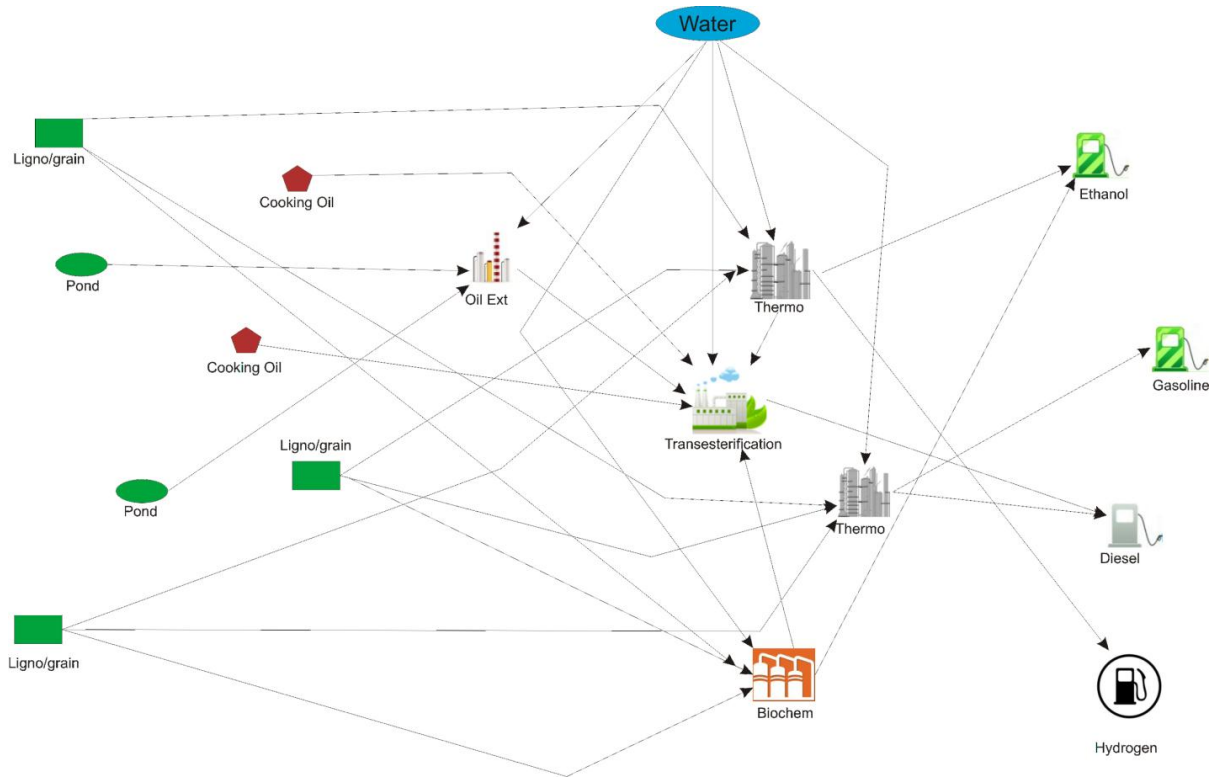 Water
Ligno/grain
Cooking Oil
Ethanol
Pond
Oil Ext
Thermo
Cooking Oil
Gasoline
Ligno/grain
Transesterification
Pond
Thermo
Diesel
Ligno/grain
Biochem
Hydrogen